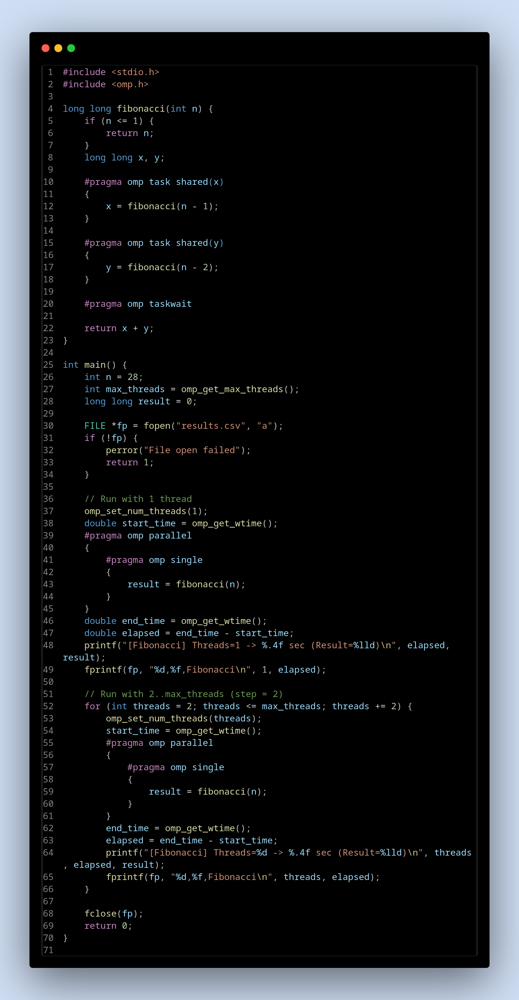 1 #include <stdio.h>
2 #include <omp.h>
3
4 long long fibonacci(int n) {
5     if (n <= 1) {
6         return n;
7     }
8     long long x, y;
9
10     #pragma omp task shared(x)
11     {
12         x = fibonacci(n - 1);
13     }
14
15     #pragma omp task shared(y)
16     {
17         y = fibonacci(n - 2);
18     }
19
20     #pragma omp taskwait
21
22     return x + y;
23 }
24
25 int main() {
26     int n = 28;
27     int max_threads = omp_get_max_threads();
28     long long result = 0;
29
30     FILE *fp = fopen("results.csv", "a");
31     if (!fp) {
32         perror("File open failed");
33         return 1;
34     }
35
36     // Run with 1 thread
37     omp_set_num_threads(1);
38     double start_time = omp_get_wtime();
39     #pragma omp parallel
40     {
41         #pragma omp single
42         {
43             result = fibonacci(n);
44         }
45     }
46     double end_time = omp_get_wtime();
47     double elapsed = end_time - start_time;
48     printf("[Fibonacci] Threads=1 -> %.4f sec (Result=%lld)\n", elapsed,
result);
49     fprintf(fp, "%d,%f,Fibonacci\n", 1, elapsed);
50
51     // Run with 2..max_threads (step = 2)
52     for (int threads = 2; threads <= max_threads; threads += 2) {
53         omp_set_num_threads(threads);
54         start_time = omp_get_wtime();
55         #pragma omp parallel
56         {
57             #pragma omp single
58             {
59                 result = fibonacci(n);
60             }
61         }
62         end_time = omp_get_wtime();
63         elapsed = end_time - start_time;
64         printf("[Fibonacci] Threads=%d -> %.4f sec (Result=%lld)\n", threads
, elapsed, result);
65         fprintf(fp, "%d,%f,Fibonacci\n", threads, elapsed);
66     }
67
68     fclose(fp);
69     return 0;
70 }
71